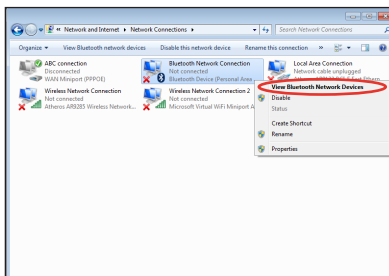 « Network and Internet ▸ Network Connections ▸
Search Network Connections
Organize ▾ View Bluetooth network devices Disable this network device Rename this connection »
ABC connection
Disconnected
WAN Miniport (PPPOE)
Bluetooth Network Connection
Not connected
Bluetooth Device (Personal Area
Local Area Connection
Network cable unplugged
Wireless Network Connection
Not connected
Atheros AR9285 Wireless Network...
Wireless Network Connection 2
Not connected
Microsoft Virtual WiFi Miniport A
View Bluetooth Network Devices
Disable
Status
Create Shortcut
Rename
Properties